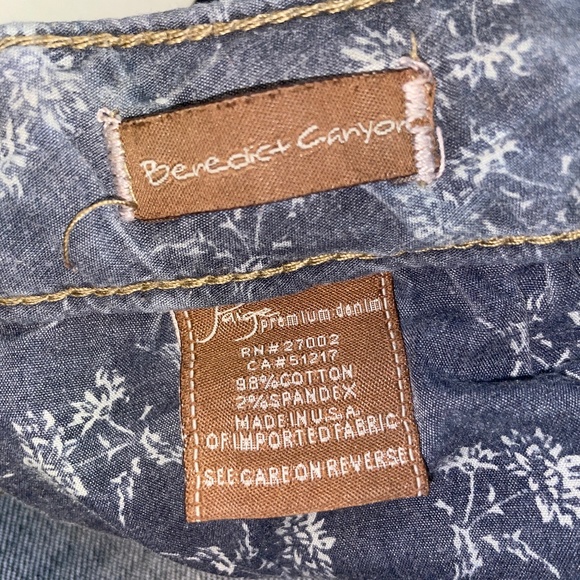 Benedict Canyon
Paige premium denim
RN#27002
CA#51217
98%COTTON
2%SPANDEX
MADE IN U.S.A.
OF IMPORTED FABRIC
SEE CARE ON REVERSE